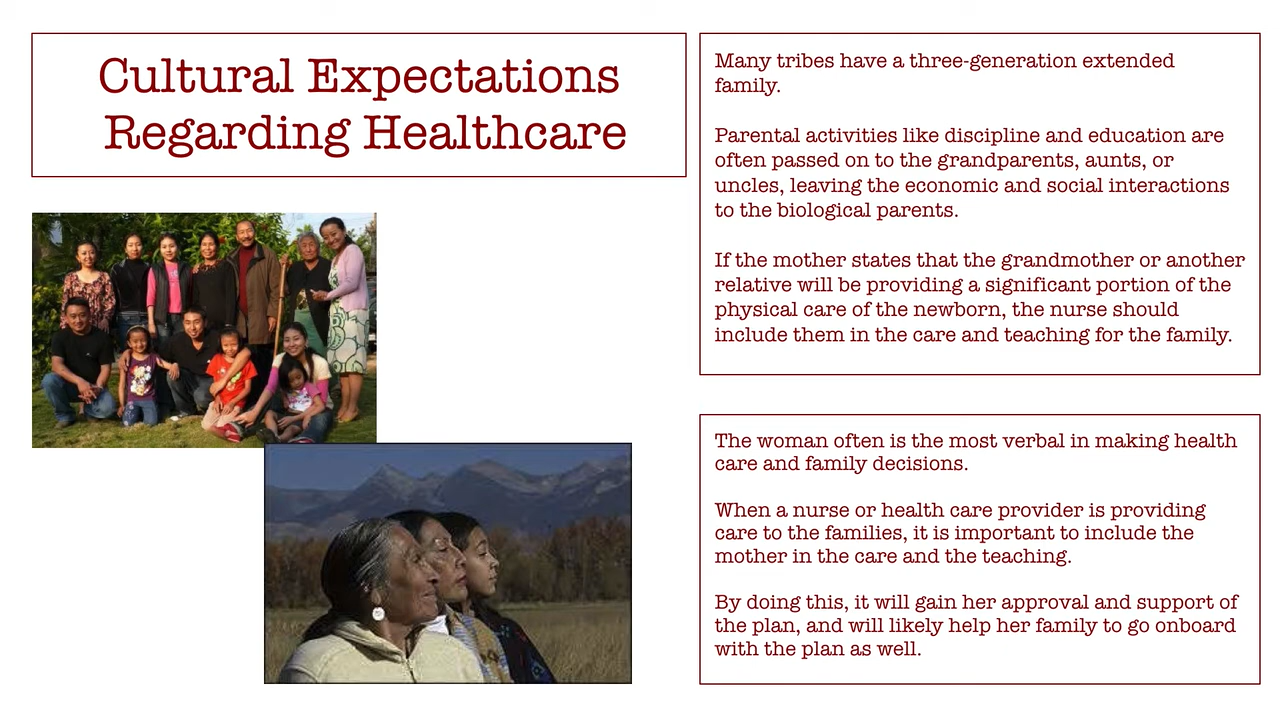 Cultural Expectations
Regarding Healthcare
Many tribes have a three-generation extended
family.
Parental activities like discipline and education are
often passed on to the grandparents, aunts, or
uncles, leaving the economic and social interactions
to the biological parents.
If the mother states that the grandmother or another
relative will be providing a significant portion of the
physical care of the newborn, the nurse should
include them in the care and teaching for the family.
The woman often is the most verbal in making health
care and family decisions.
When a nurse or health care provider is providing
care to the families, it is important to include the
mother in the care and the teaching.
By doing this, it will gain her approval and support of
the plan, and will likely help her family to go onboard
with the plan as well.